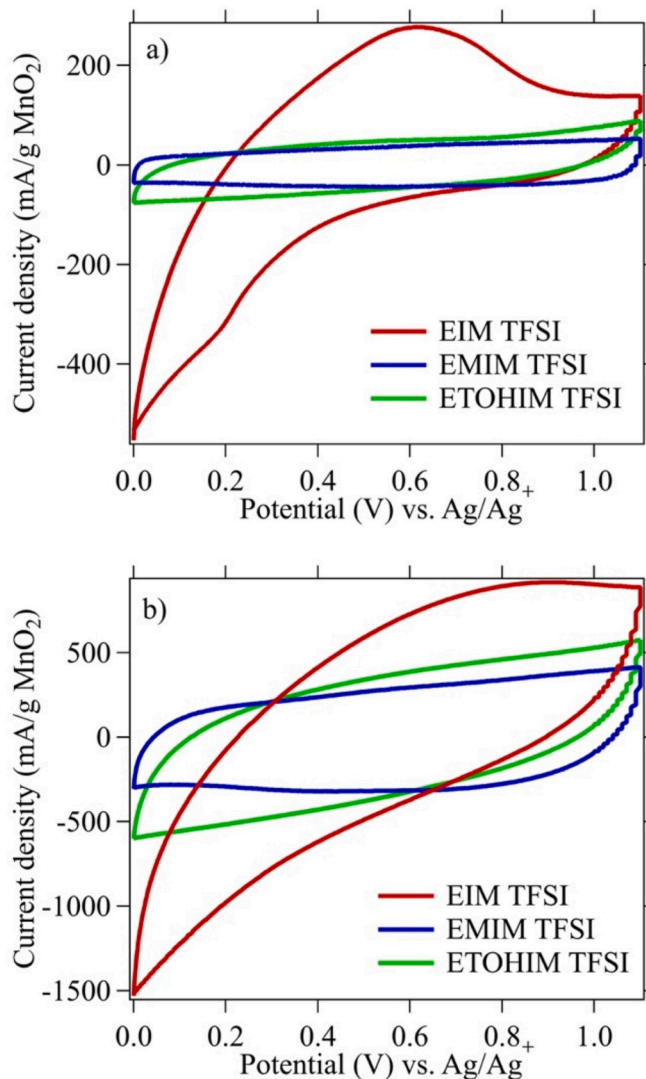 a)
Current density (mA/g MnO₂)
200
0
-200
-400
EIM TFSI
EMIM TFSI
ETOHIM TFSI
0.0 0.2 0.4 0.6 0.8 1.0
Potential (V) vs. Ag/Ag⁺
b)
Current density (mA/g MnO₂)
500
0
-500
-1000
-1500
EIM TFSI
EMIM TFSI
ETOHIM TFSI
0.0 0.2 0.4 0.6 0.8 1.0
Potential (V) vs. Ag/Ag⁺